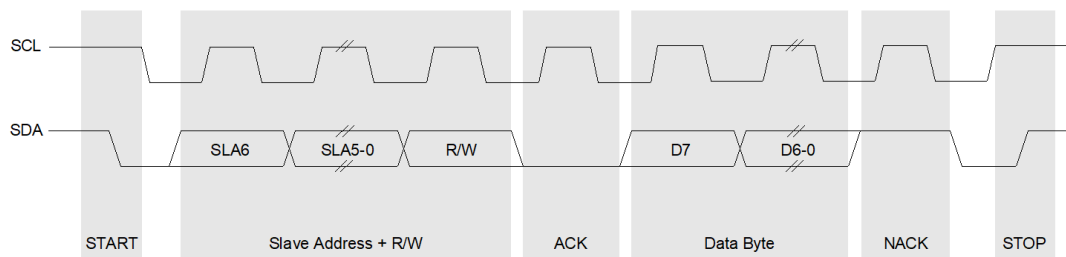 SCL
SDA
SLA6 SLA5-0 R/W D7 D6-0
START Slave Address + R/W ACK Data Byte NACK STOP